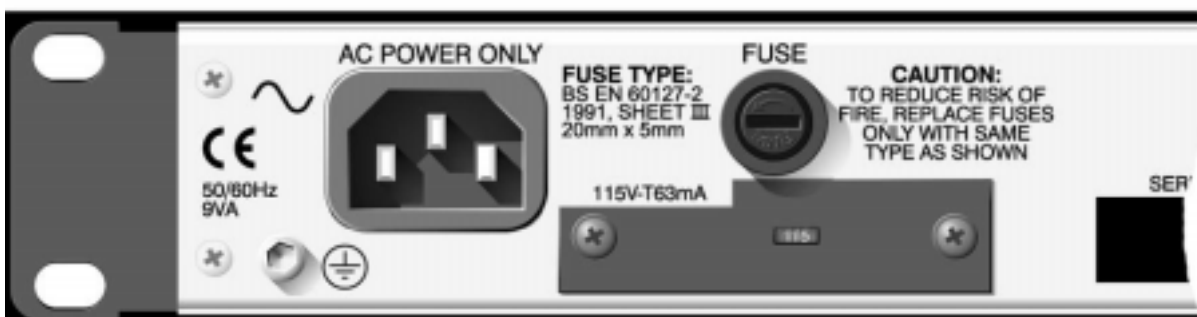 AC POWER ONLY
FUSE TYPE:
BS EN 60127-2
1991, SHEET III
20mm x 5mm
FUSE
CAUTION:
TO REDUCE RISK OF
FIRE, REPLACE FUSES
ONLY WITH SAME
TYPE AS SHOWN
CE
50/60Hz
9VA
115V-T63mA
115
SER